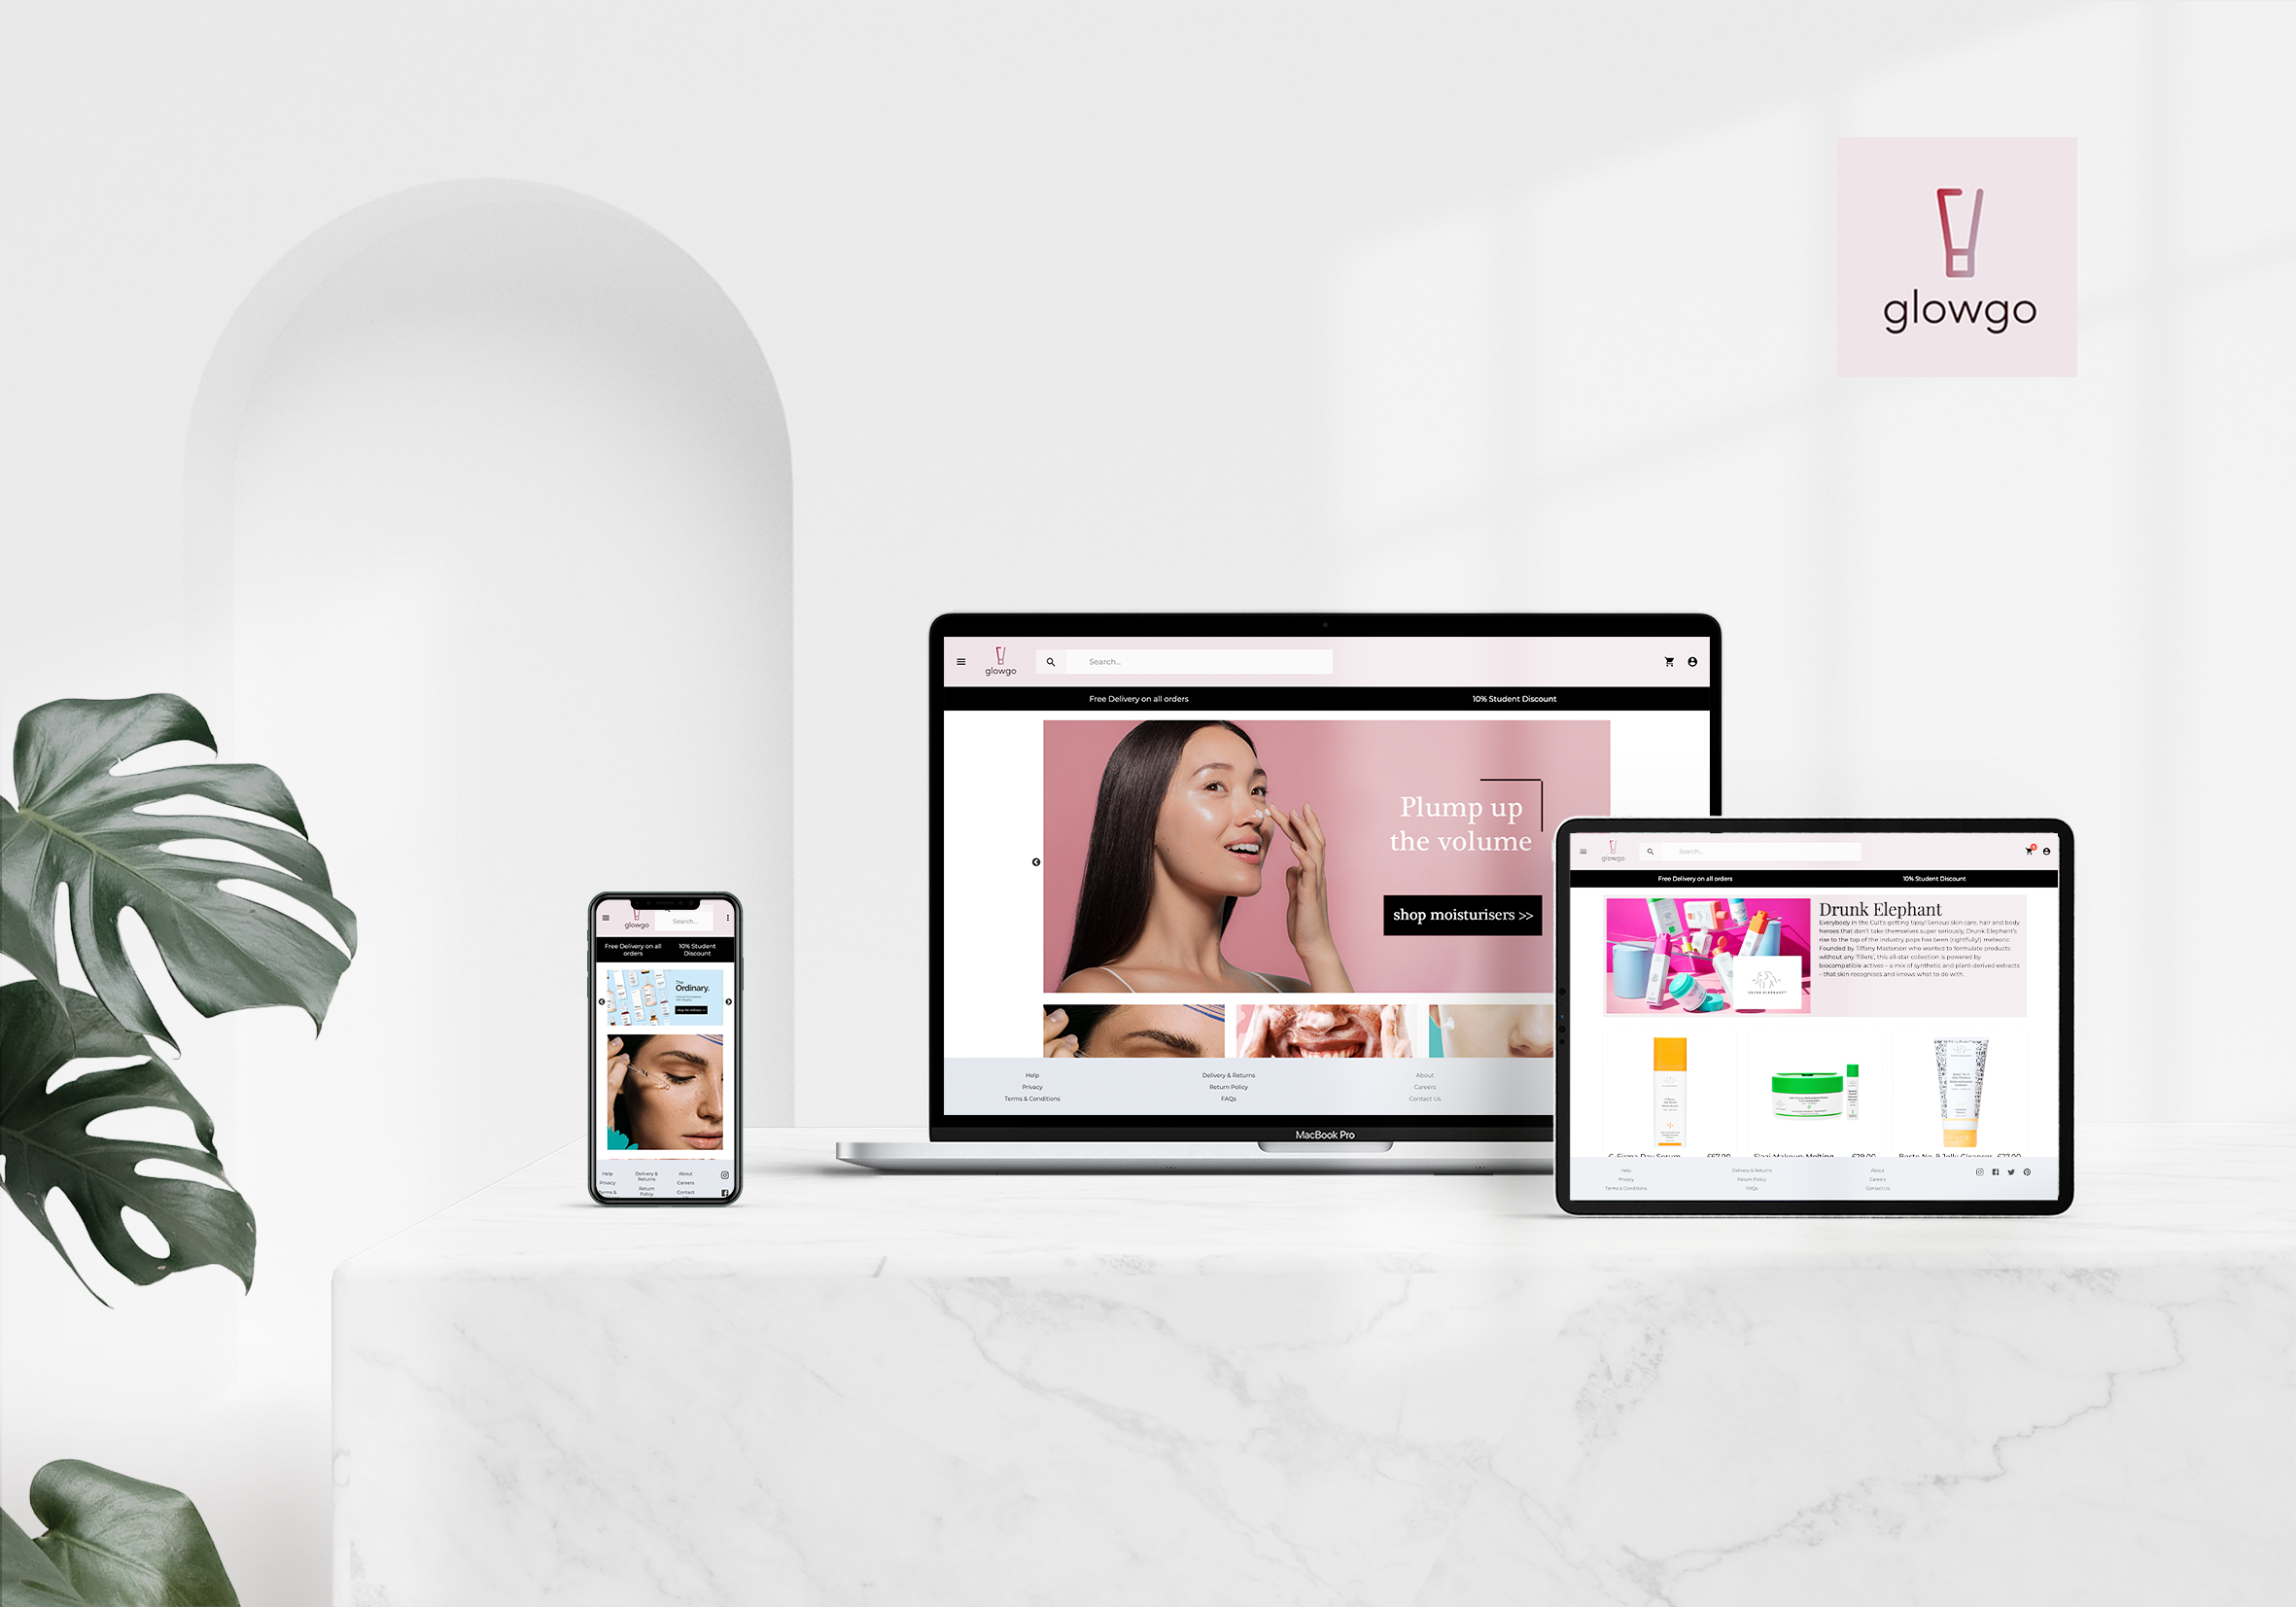 glowgo
glowgo
Search...
Free Delivery on all orders
10% Student Discount
Plump up
the volume
shop moisturisers >>
Help
Privacy
Terms & Conditions
Delivery & Returns
Return Policy
FAQs
About
Careers
Contact Us
MacBook Pro
glowgo
Search...
Free Delivery on all
orders
10% Student
Discount
The
Ordinary.
Help
Privacy
Terms &
Delivery &
Returns
Return
Policy
About
Careers
Contact
glowgo
Search...
Free Delivery on all orders
10% Student Discount
Drunk Elephant
Everybody in the Cult's getting tipsy! Serious skin care, hair and body
heroes that don't take themselves super seriously, Drunk Elephant's
rise to the top of the industry pops has been (rightfully!) meteoric.
Founded by Tiffany Masterson who wanted to formulate products
without any 'fillers', this all-star collection is powered by
biocompatible actives – a mix of synthetic and plant-derived extracts
– that skin recognises and knows what to do with.
DRUNK ELEPHANT
C-Firma Day Serum £67.00
Slaai Makeup-Melting £29.00
Beste No. 9 Jelly Cleanser £27.00
Help
Privacy
Terms & Conditions
Delivery & Returns
Return Policy
FAQs
About
Careers
Contact Us